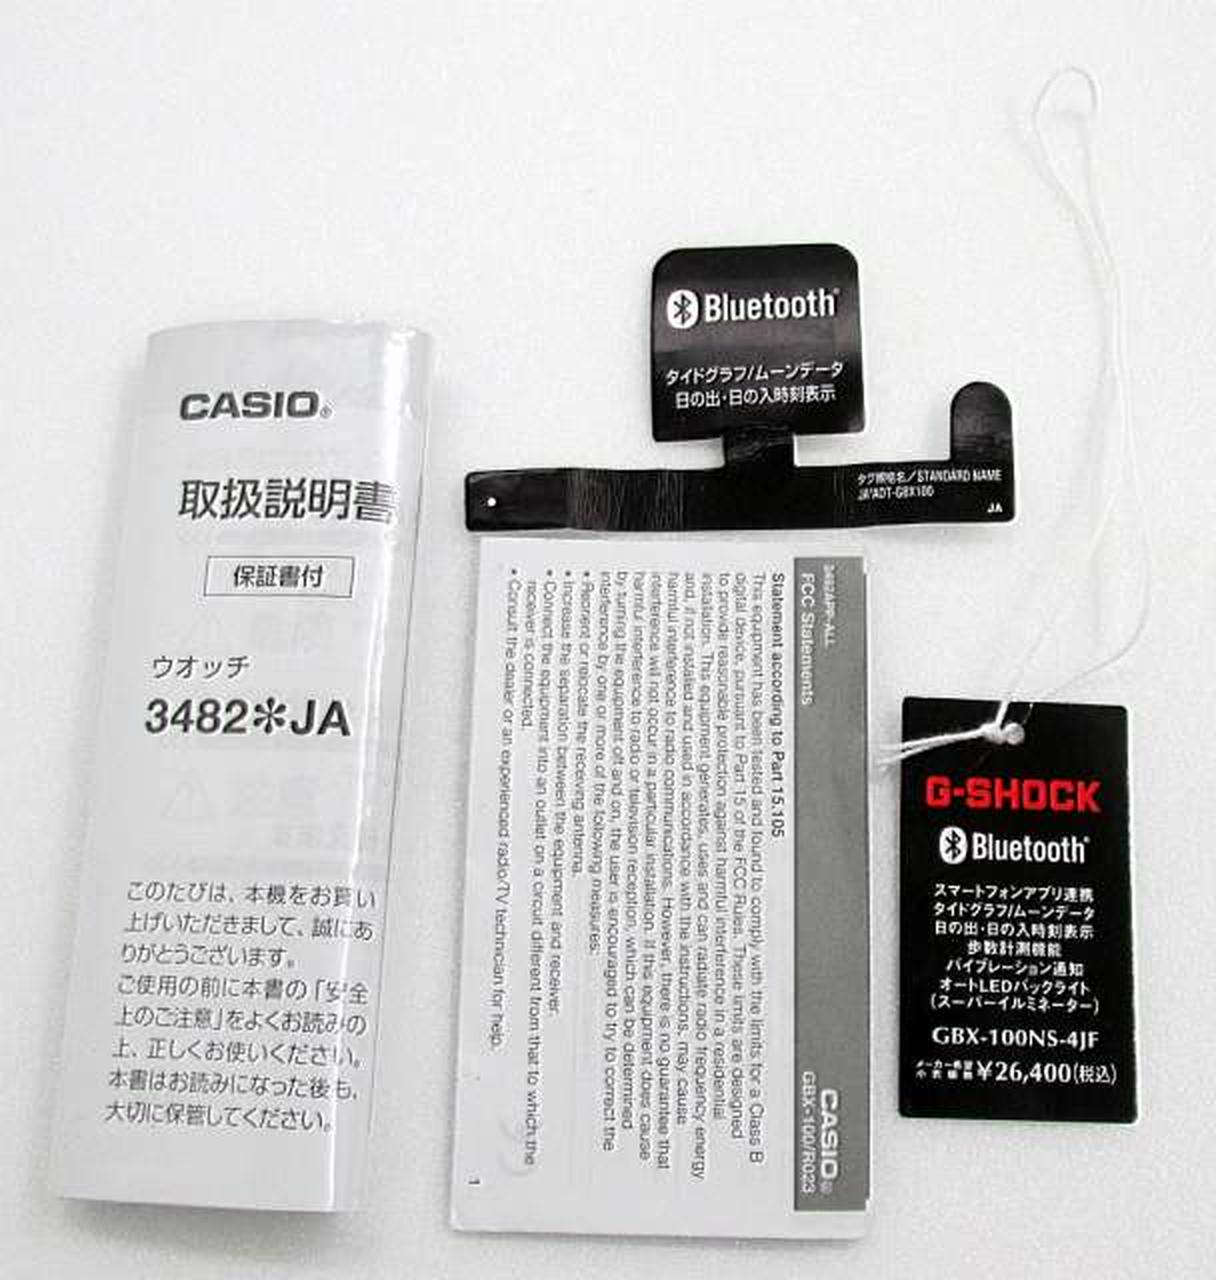 CASIO®
取扱説明書
保証書付
ウオッチ
3482✻JA
このたびは、本機をお買い
上げいただきまして、誠にあ
りがとうございます。
ご使用の前に本書の「安全
上のご注意」をよくお読みの
上、正しくお使いください。
本書はお読みになった後も、
大切に保管してください。
Bluetooth®
タイドグラフ/ムーンデータ
日の出・日の入時刻表示
タグ規格名／STANDARD NAME
JA*ADT-GBX100
JA
3482APP-ALL
FCC Statements
CASIO®
GBX-100/R023
Statement according to Part 15.105
This equipment has been tested and found to comply with the limits for a Class B
digital device, pursuant to Part 15 of the FCC Rules. These limits are designed
to provide reasonable protection against harmful interference in a residential
installation. This equipment generates, uses and can radiate radio frequency energy
and, if not installed and used in accordance with the instructions, may cause
harmful interference to radio communications. However, there is no guarantee that
interference will not occur in a particular installation. If this equipment does cause
harmful interference to radio or television reception, which can be determined
by turning the equipment off and on, the user is encouraged to try to correct the
interference by one or more of the following measures:
• Reorient or relocate the receiving antenna.
• Increase the separation between the equipment and receiver.
• Connect the equipment into an outlet on a circuit different from that to which the
receiver is connected.
• Consult the dealer or an experienced radio/TV technician for help.
1
G-SHOCK
Bluetooth®
スマートフォンアプリ連携
タイドグラフ/ムーンデータ
日の出・日の入時刻表示
歩数計測機能
バイブレーション通知
オートLEDバックライト
(スーパーイルミネーター)
GBX-100NS-4JF
メーカー希望小売価格 ¥26,400(税込)